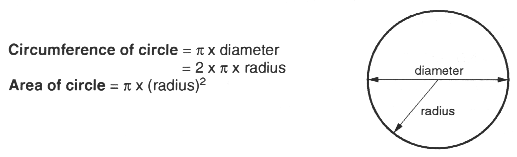 Circumference of circle = π x diameter
= 2 x π x radius
Area of circle = π x (radius)²
diameter
radius